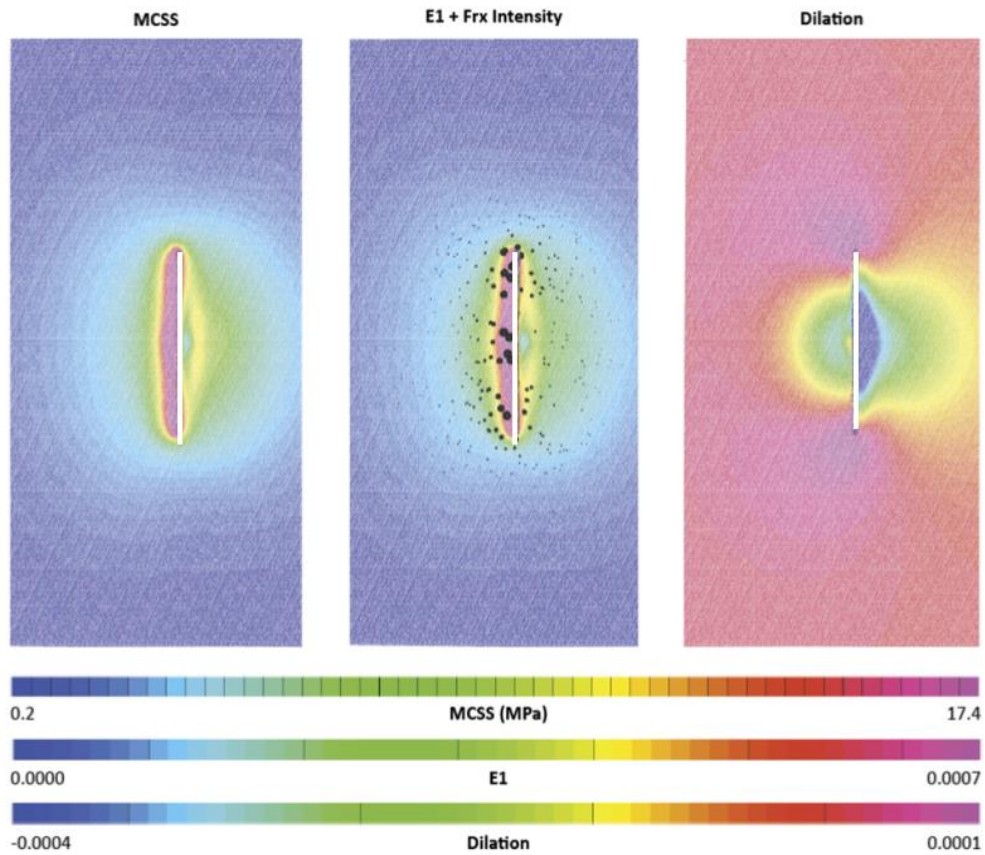 MCSS
E1 + Frx Intensity
Dilation
0.2
MCSS (MPa)
17.4
0.0000
E1
0.0007
-0.0004
Dilation
0.0001